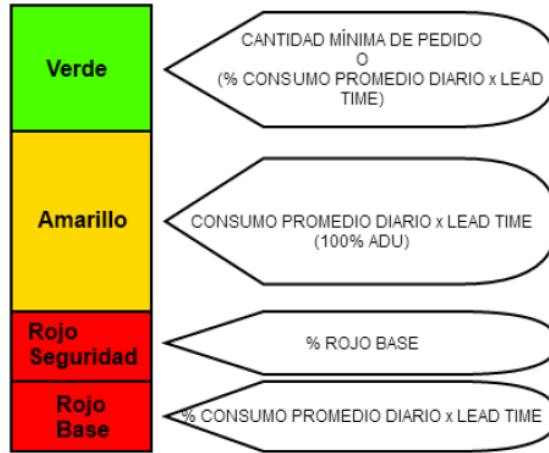 Verde
CANTIDAD MÍNIMA DE PEDIDO
O
(% CONSUMO PROMEDIO DIARIO x LEAD
TIME)
Amarillo
CONSUMO PROMEDIO DIARIO x LEAD TIME
(100% ADU)
Rojo
Seguridad
% ROJO BASE
Rojo
Base
% CONSUMO PROMEDIO DIARIO x LEAD TIME